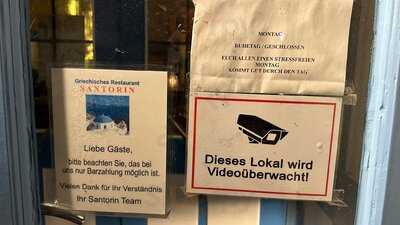 Griechisches Restaurant
SANTORIN
Liebe Gäste,
bitte beachten Sie, das bei
uns nur Barzahlung möglich ist.
Vielen Dank für Ihr Verständnis
Ihr Santorin Team
MONTAG
RUHETAG / GESCHLOSSEN
EUCH ALLEN EINEN STRESSFREIEN
MONTAG
KOMMT GUT DURCH DEN TAG
Dieses Lokal wird
Videoüberwacht!